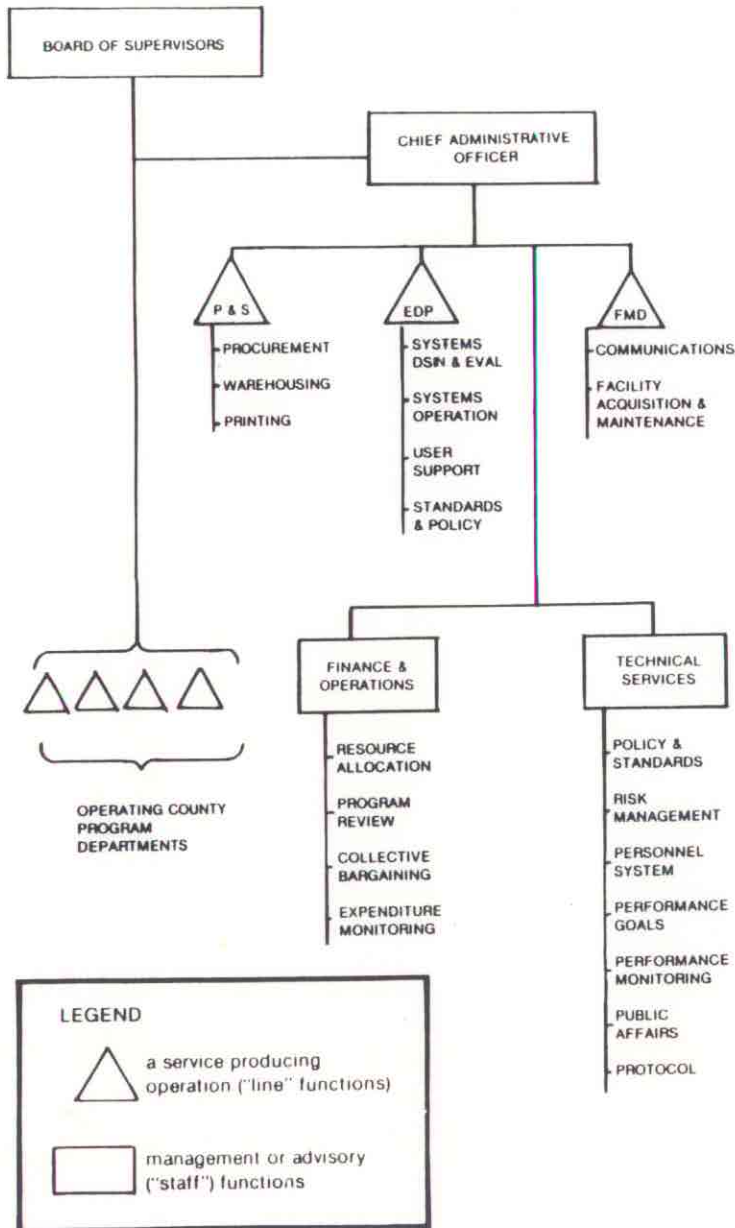 BOARD OF SUPERVISORS
CHIEF ADMINISTRATIVE
OFFICER
P & S
PROCUREMENT
WAREHOUSING
PRINTING
EDP
SYSTEMS
DSIN & EVAL
SYSTEMS
OPERATION
USER
SUPPORT
STANDARDS
& POLICY
FMD
COMMUNICATIONS
FACILITY
ACQUISITION &
MAINTENANCE
OPERATING COUNTY
PROGRAM
DEPARTMENTS
FINANCE &
OPERATIONS
RESOURCE
ALLOCATION
PROGRAM
REVIEW
COLLECTIVE
BARGAINING
EXPENDITURE
MONITORING
TECHNICAL
SERVICES
POLICY &
STANDARDS
RISK
MANAGEMENT
PERSONNEL
SYSTEM
PERFORMANCE
GOALS
PERFORMANCE
MONITORING
PUBLIC
AFFAIRS
PROTOCOL
LEGEND
a service producing
operation ("line" functions)
management or advisory
("staff") functions